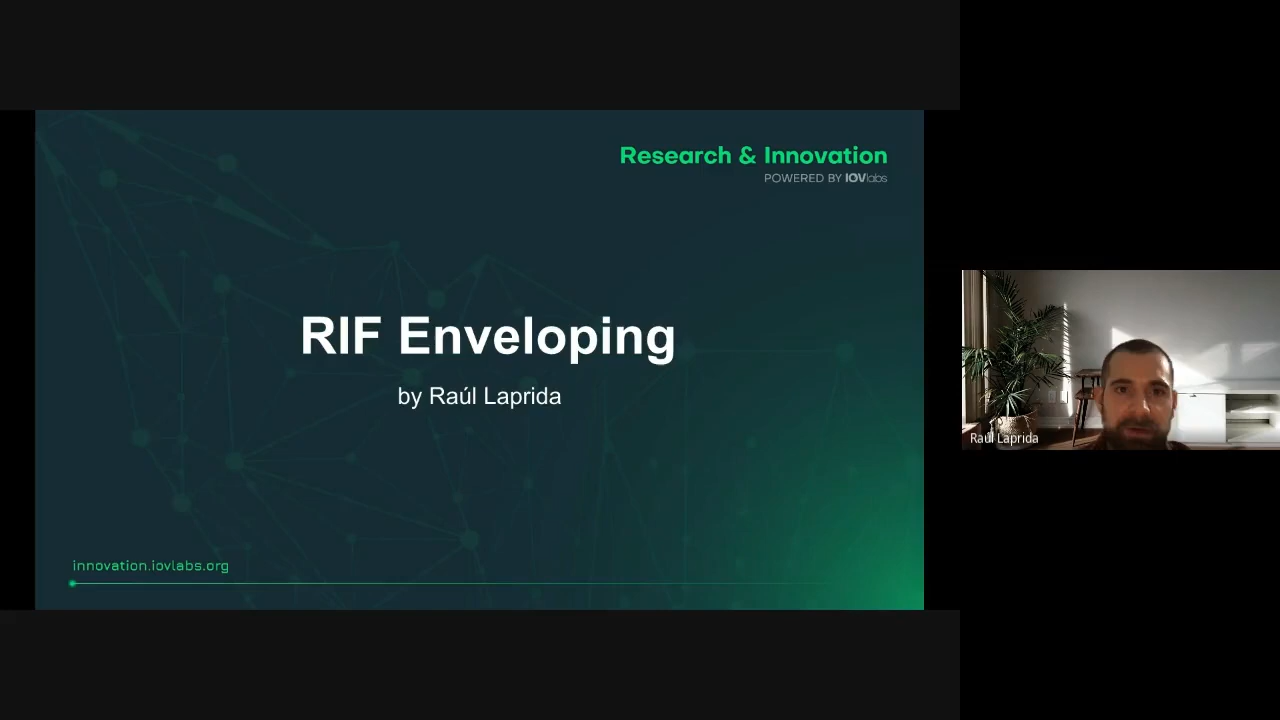 Research & Innovation
POWERED BY IOVlabs
RIF Enveloping
by Raúl Laprida
innovation.iovlabs.org
Raúl Laprida